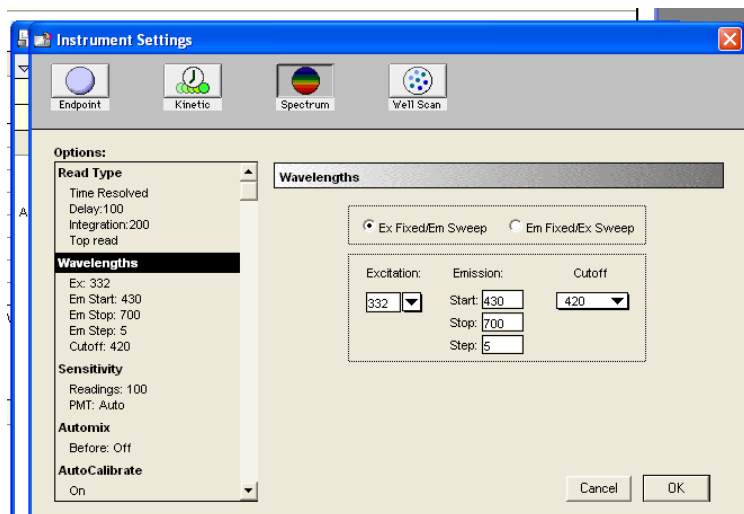 Instrument Settings
Endpoint
Kinetic
Spectrum
Well Scan
Options:
Read Type
Time Resolved
Delay:100
Integration:200
Top read
Wavelengths
Ex: 332
Em Start: 430
Em Stop: 700
Em Step: 5
Cutoff: 420
Sensitivity
Readings: 100
PMT: Auto
Automix
Before: Off
AutoCalibrate
On
Wavelengths
Ex Fixed/Em Sweep Em Fixed/Ex Sweep
Excitation: Emission: Cutoff
332 Start: 430 420
Stop: 700
Step: 5
Cancel OK
A